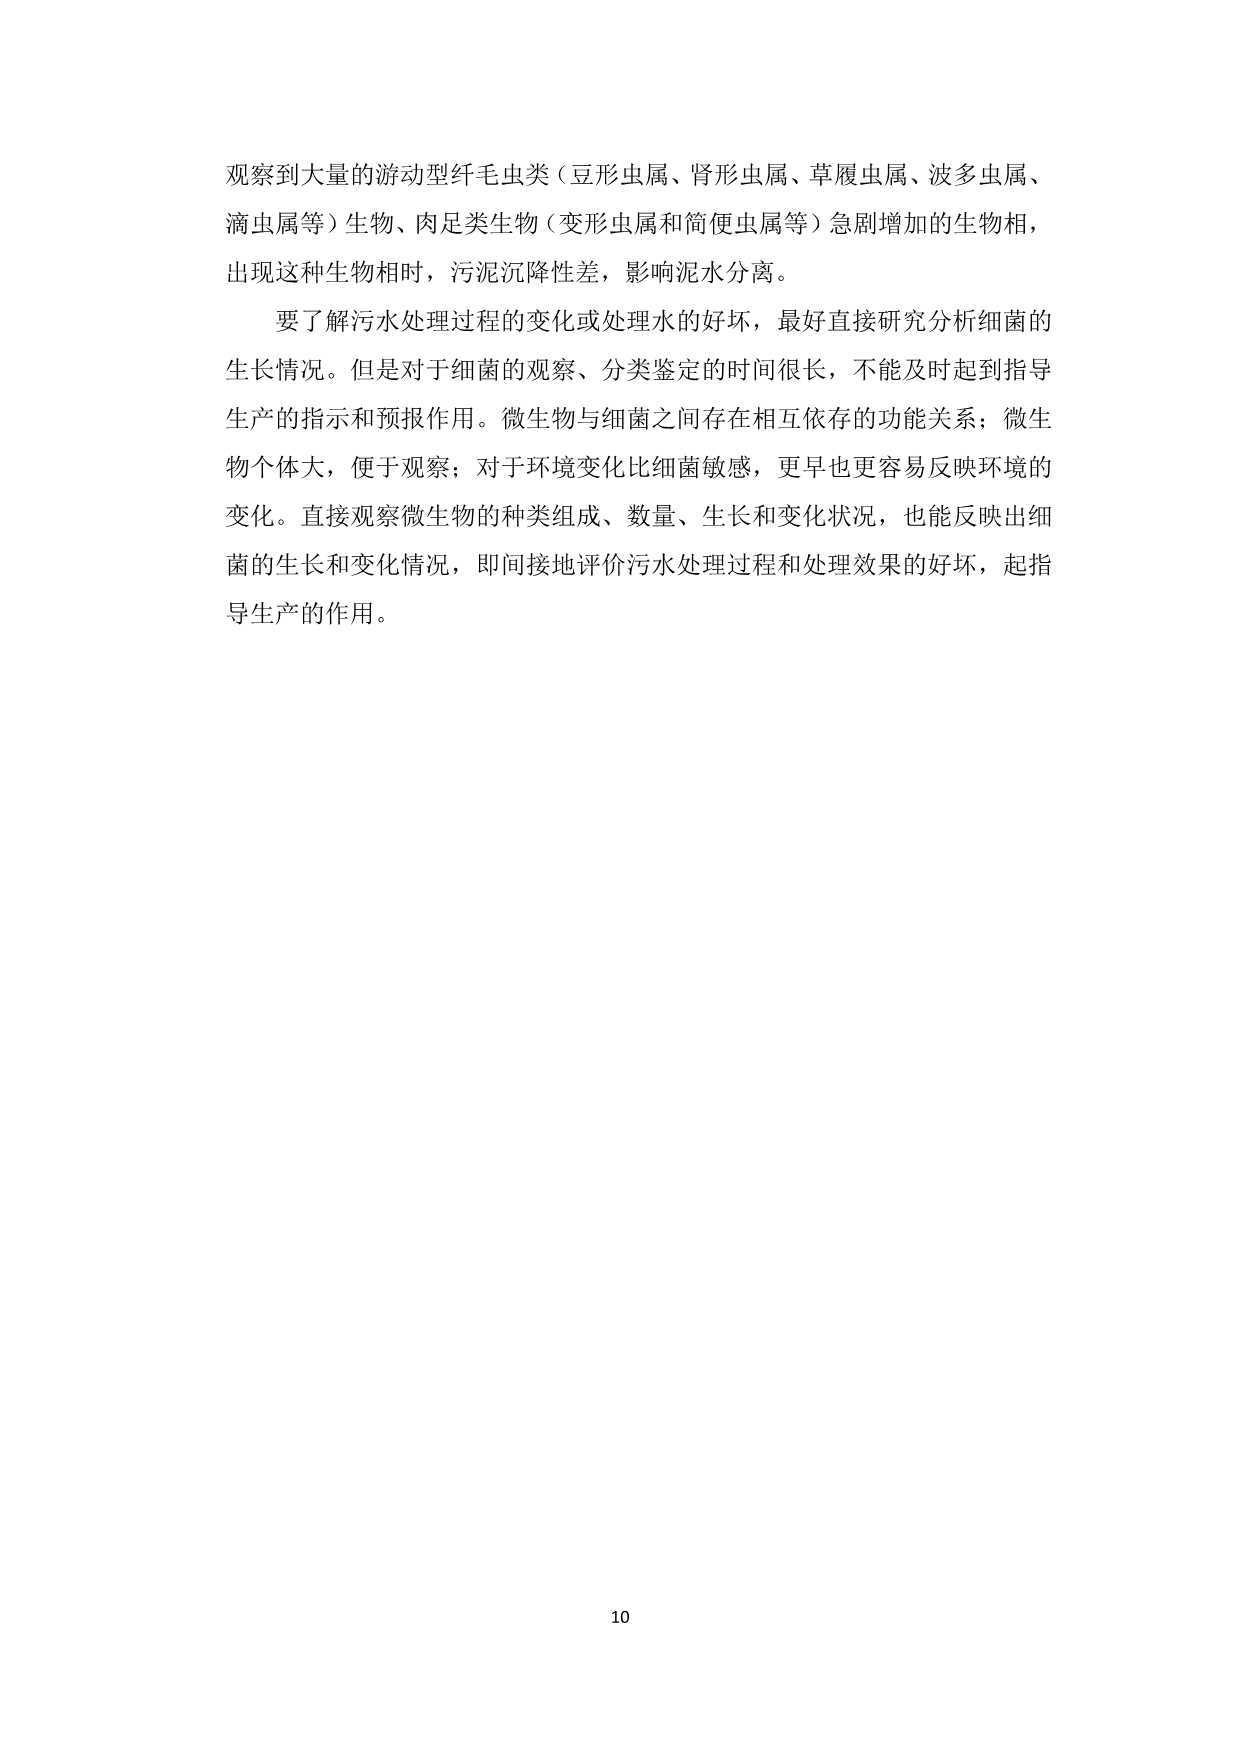 观察到大量的游动型纤毛虫类（豆形虫属、肾形虫属、草履虫属、波多虫属、
滴虫属等）生物、肉足类生物（变形虫属和简便虫属等）急剧增加的生物相，
出现这种生物相时，污泥沉降性差，影响泥水分离。
要了解污水处理过程的变化或处理水的好坏，最好直接研究分析细菌的
生长情况。但是对于细菌的观察、分类鉴定的时间很长，不能及时起到指导
生产的指示和预报作用。微生物与细菌之间存在相互依存的功能关系；微生
物个体大，便于观察；对于环境变化比细菌敏感，更早也更容易反映环境的
变化。直接观察微生物的种类组成、数量、生长和变化状况，也能反映出细
菌的生长和变化情况，即间接地评价污水处理过程和处理效果的好坏，起指
导生产的作用。
10